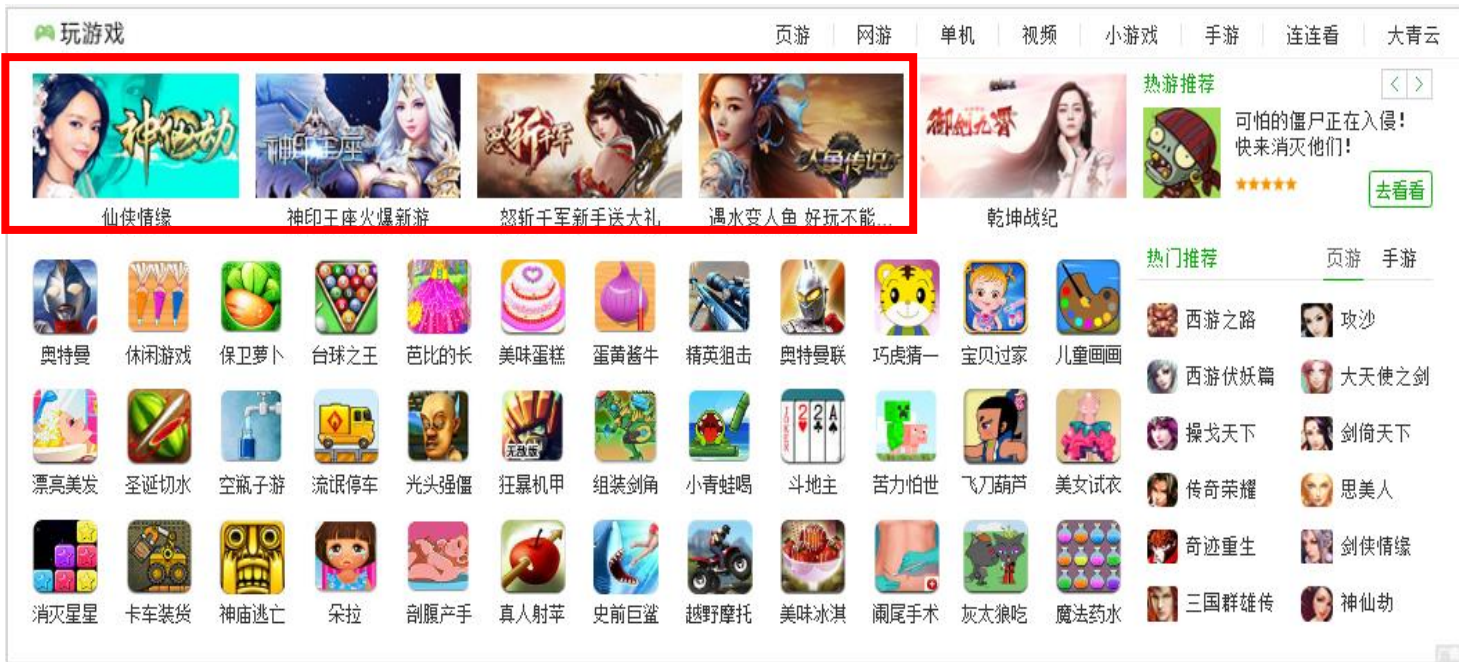 玩游戏
页游 网游 单机 视频 小游戏 手游 连连看 大青云
神仙劫
神印王座
怒斩千军
人鱼传说
御剑九霄
仙侠情缘 神印王座火爆新游 怒斩千军新手送大礼 遇水变人鱼 好玩不能... 乾坤战纪
热游推荐
可怕的僵尸正在入侵!
快来消灭他们!
去看看
奥特曼 休闲游戏 保卫萝卜 台球之王 芭比的长 美味蛋糕 蛋黄酱牛 精英狙击 奥特曼联 巧虎猜一 宝贝过家 儿童画画
无敌版
JOKER 2 2 A
漂亮美发 圣诞切水 空瓶子游 流氓停车 光头强僵 狂暴机甲 组装剑角 小青蛙喝 斗地主 苦力怕世 飞刀葫芦 美女试衣
消灭星星 卡车装货 神庙逃亡 朵拉 剖腹产手 真人射苹 史前巨鲨 越野摩托 美味冰淇 阑尾手术 灰太狼吃 魔法药水
热门推荐 页游 手游
西游之路 攻沙
西游伏妖篇 大天使之剑
操戈天下 剑倚天下
传奇荣耀 思美人
奇迹重生 剑侠情缘
三国群雄传 神仙劫